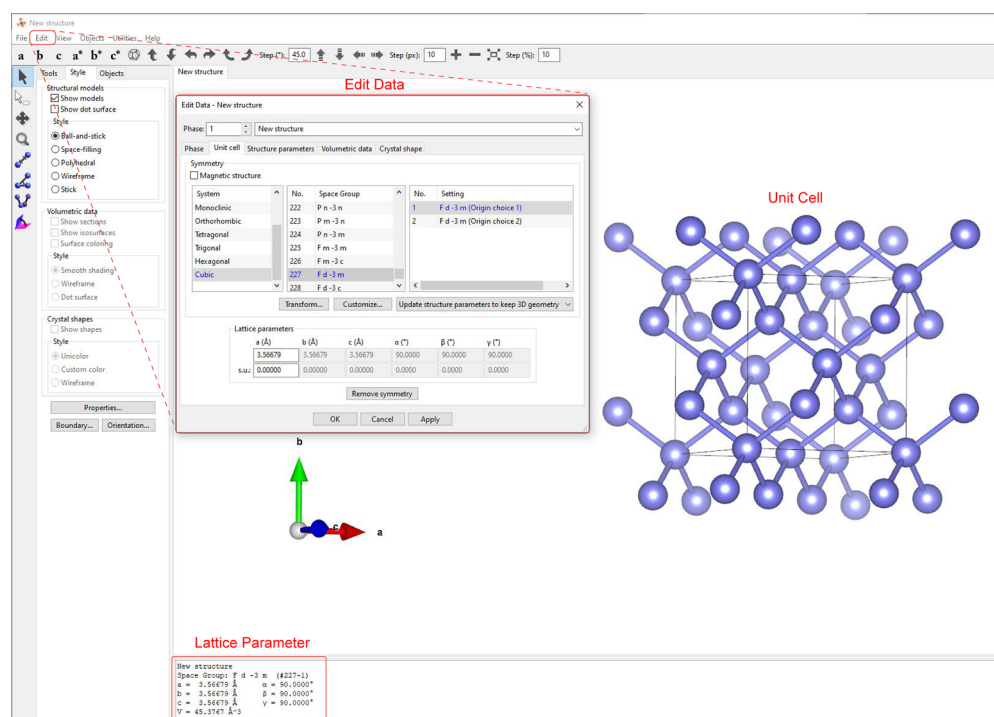 New structure
File Edit View Objects Utilities Help
a b c a* b* c* Step (°): 45.0 Step (px): 10 Step (%): 10
Tools Style Objects
New structure
Edit Data
Structural models
Show models
Show dot surface
Style
Ball-and-stick
Space-filling
Polyhedral
Wireframe
Stick
Volumetric data
Show sections
Show isosurfaces
Surface coloring
Style
Smooth shading
Wireframe
Dot surface
Crystal shapes
Show shapes
Style
Unicolor
Custom color
Wireframe
Properties...
Boundary... Orientation...
Edit Data - New structure
Phase: 1 New structure
Phase Unit cell Structure parameters Volumetric data Crystal shape
Symmetry
Magnetic structure
System No. Space Group No. Setting
Monoclinic 222 P n -3 n 1 F d -3 m (Origin choice 1)
Orthorhombic 223 P m -3 n 2 F d -3 m (Origin choice 2)
Tetragonal 224 P n -3 m
Trigonal 225 F m -3 m
Hexagonal 226 F m -3 c
Cubic 227 F d -3 m
228 F d -3 c
Transform... Customize... Update structure parameters to keep 3D geometry
Lattice parameters
a (Å) b (Å) c (Å) α (°) β (°) γ (°)
3.56679 3.56679 3.56679 90.0000 90.0000 90.0000
s.u.: 0.00000 0.00000 0.00000 0.0000 0.0000 0.0000
Remove symmetry
OK Cancel Apply
Unit Cell
b
c
a
Lattice Parameter
New structure
Space Group: F d -3 m (#227-1)
a = 3.56679 Å α = 90.0000°
b = 3.56679 Å β = 90.0000°
c = 3.56679 Å γ = 90.0000°
V = 45.3767 Å^3